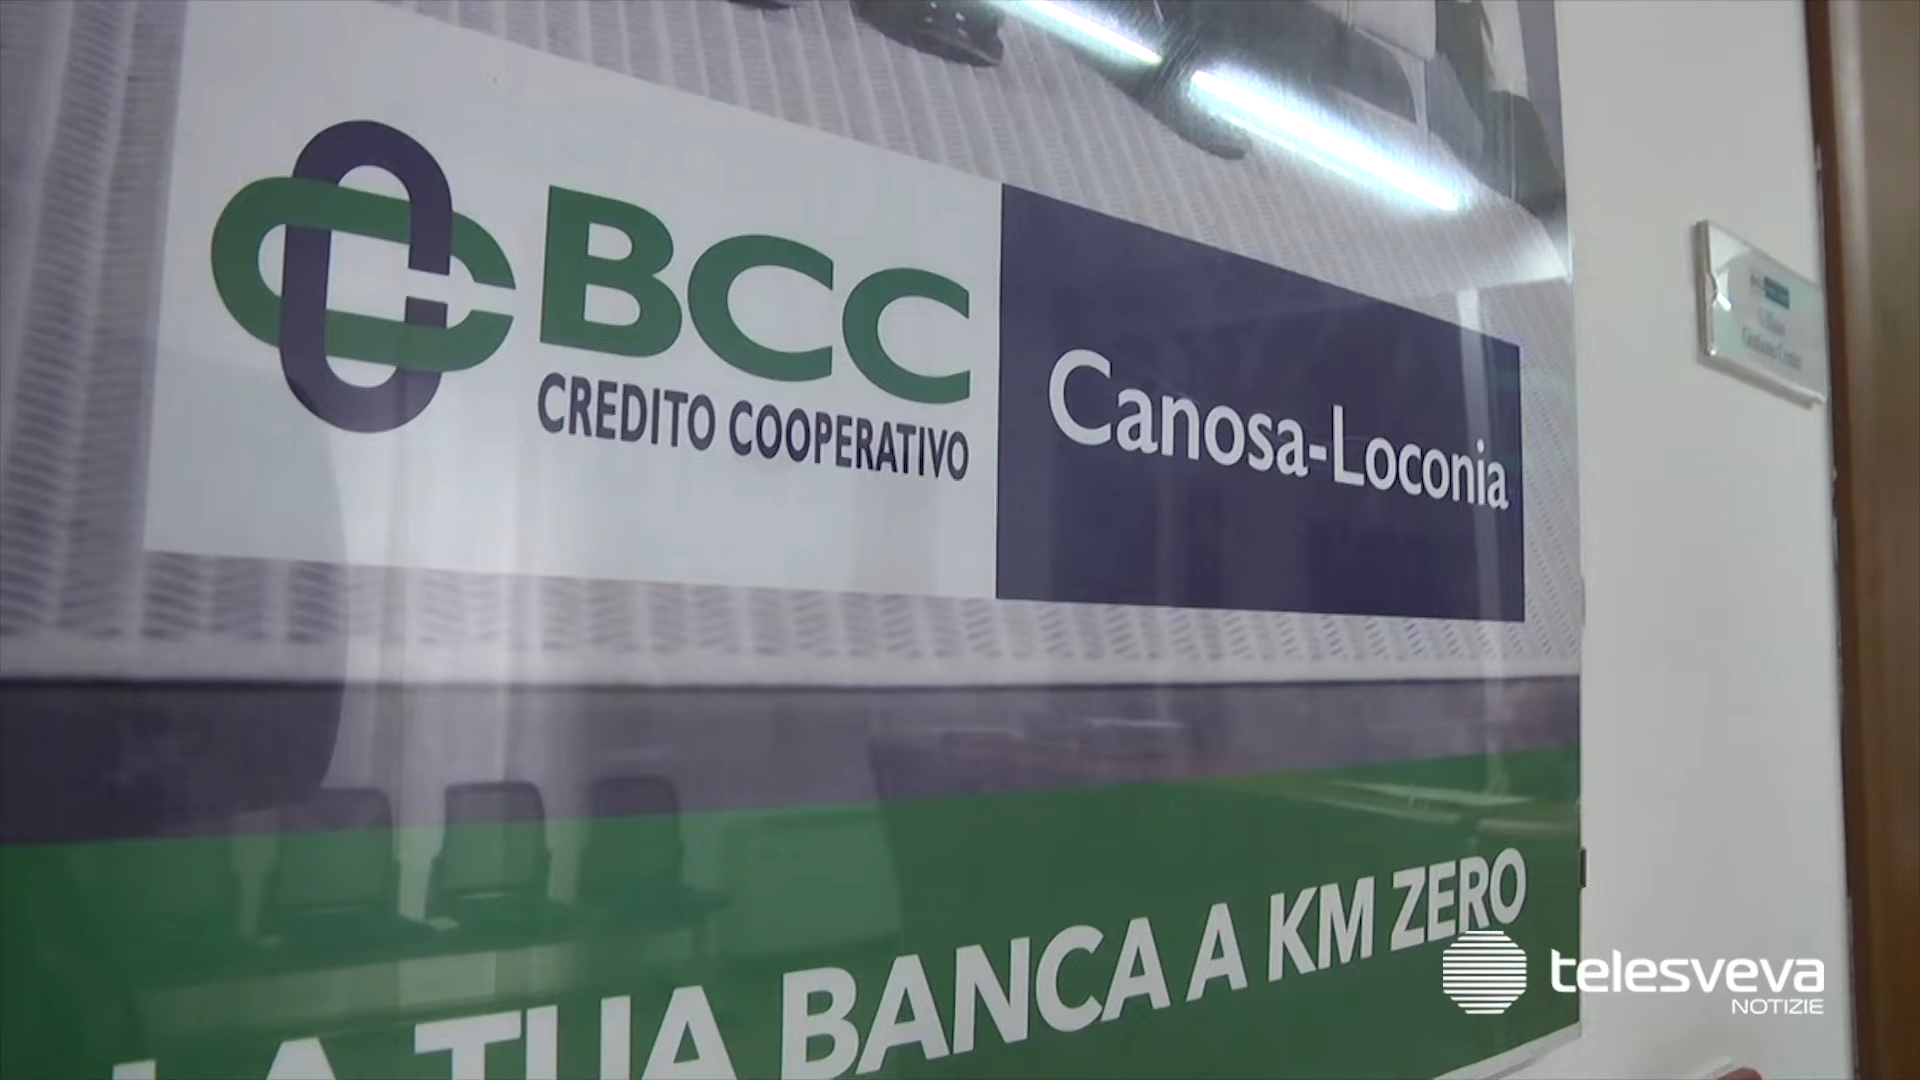 BCC
CREDITO COOPERATIVO
Canosa-Loconia
LA TUA BANCA A KM ZERO
telesveva
NOTIZIE